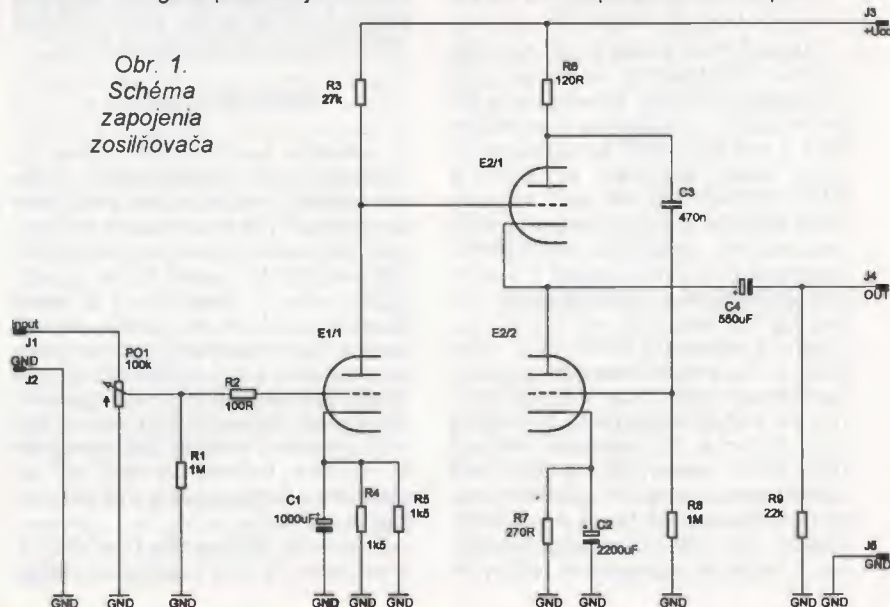 Obr. 1.
Schéma
zapojenia
zosilňovača
J3
+Ucc
R3
27k
R6
120R
E2/1
C3
470n
J4
OUT
C4
550uF
Input
J1
GND
J2
PO1
100k
E1/1
E2/2
R2
100R
R1
1M
C1
1000uF
R4
1k5
R5
1k5
R7
270R
C2
2200uF
R8
1M
R9
22k
J5
GND
GND GND GND GND GND GND GND GND GND GND GND